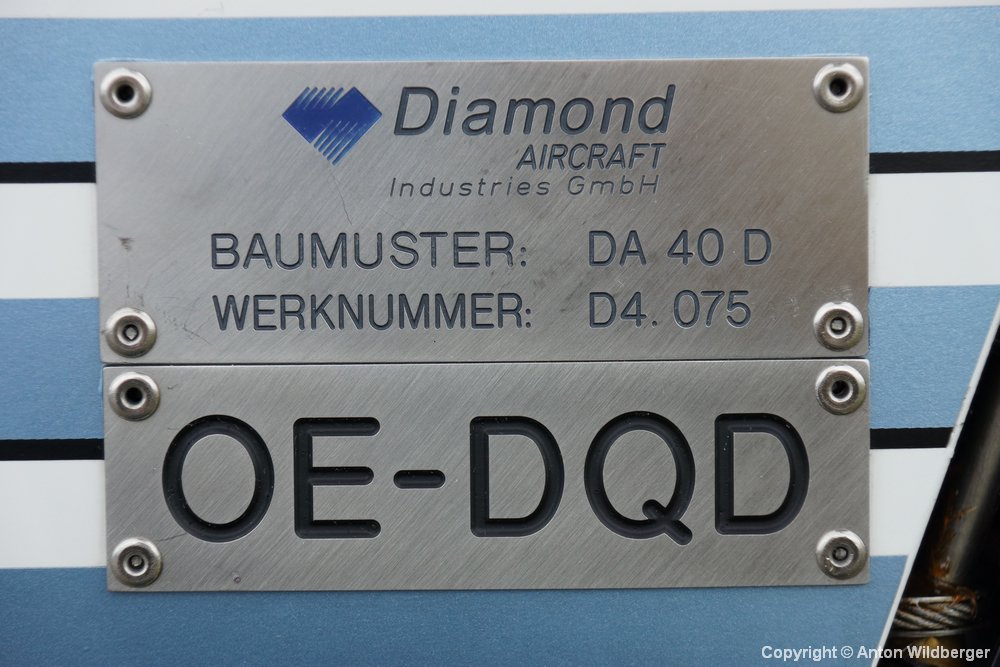 Diamond
AIRCRAFT
Industries GmbH
BAUMUSTER: DA 40 D
WERKNUMMER: D4. 075
OE-DQD
Copyright © Anton Wildberger